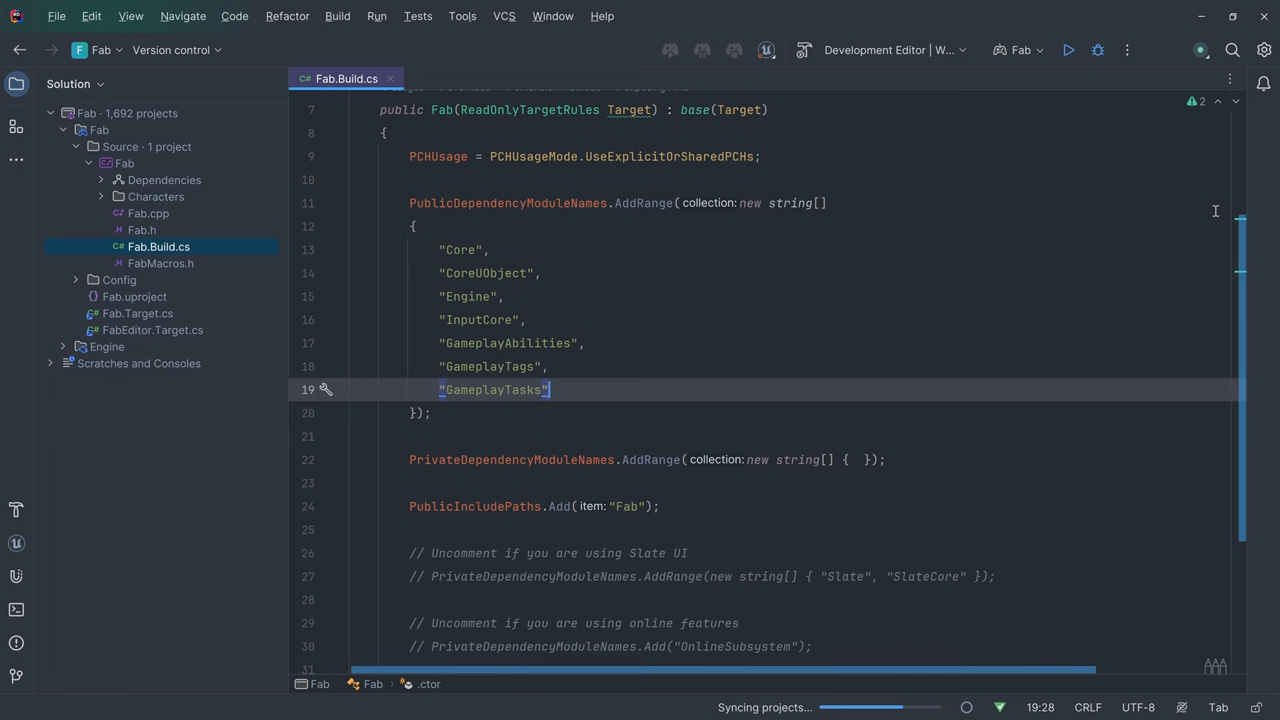 File Edit View Navigate Code Refactor Build Run Tests Tools VCS Window Help
F Fab Version control Development Editor | W... Fab
Solution
Fab · 1,692 projects
Fab
Source · 1 project
Fab
Dependencies
Characters
Fab.cpp
Fab.h
Fab.Build.cs
FabMacros.h
Config
Fab.uproject
Fab.Target.cs
FabEditor.Target.cs
Engine
Scratches and Consoles
C# Fab.Build.cs
2
7 public Fab(ReadOnlyTargetRules Target) : base(Target)
8 {
9 PCHUsage = PCHUsageMode.UseExplicitOrSharedPCHs;
10
11 PublicDependencyModuleNames.AddRange( collection: new string[]
12 {
13 "Core",
14 "CoreUObject",
15 "Engine",
16 "InputCore",
17 "GameplayAbilities",
18 "GameplayTags",
19 "GameplayTasks"
20 });
21
22 PrivateDependencyModuleNames.AddRange( collection: new string[] { });
23
24 PublicIncludePaths.Add( item: "Fab");
25
26 // Uncomment if you are using Slate UI
27 // PrivateDependencyModuleNames.AddRange(new string[] { "Slate", "SlateCore" });
28
29 // Uncomment if you are using online features
30 // PrivateDependencyModuleNames.Add("OnlineSubsystem");
31
Fab Fab .ctor
Syncing projects... 19:28 CRLF UTF-8 Tab